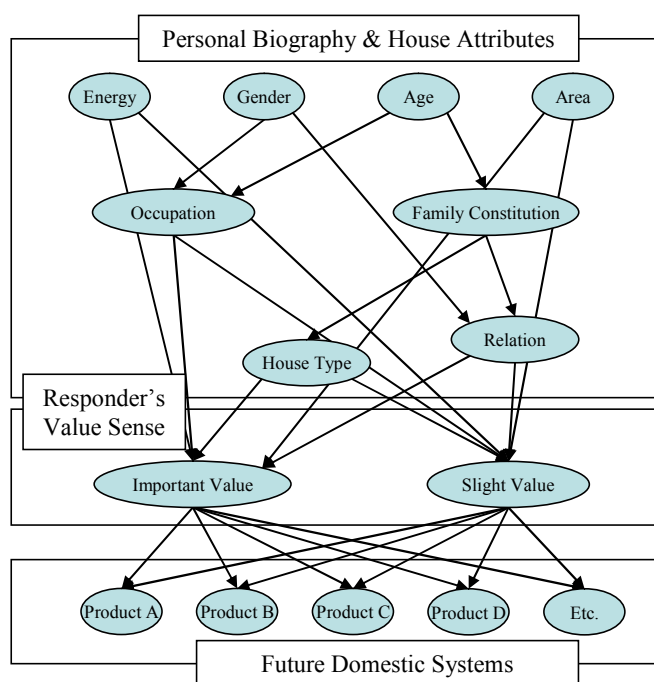 Personal Biography & House Attributes
Energy
Gender
Age
Area
Occupation
Family Constitution
Relation
House Type
Responder's
Value Sense
Important Value
Slight Value
Product A
Product B
Product C
Product D
Etc.
Future Domestic Systems